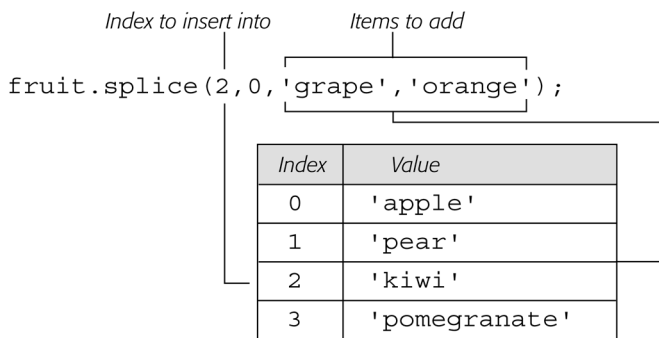 Index to insert into Items to add
fruit.splice(2,0,'grape','orange');
Index Value
0 'apple'
1 'pear'
2 'kiwi'
3 'pomegranate'